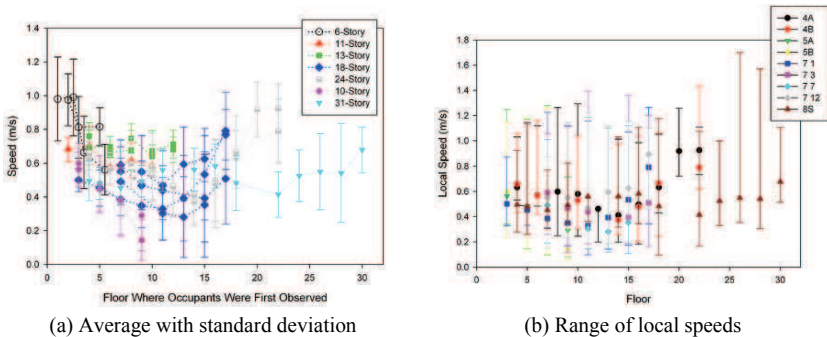 1.4
1.2
1.0
0.8
0.6
0.4
0.2
0.0
Speed (m/s)
0 5 10 15 20 25 30
Floor Where Occupants Were First Observed
6-Story
11-Story
13-Story
18-Story
24-Story
10-Story
31-Story
(a) Average with standard deviation
1.8
1.6
1.4
1.2
1.0
0.8
0.6
0.4
0.2
0.0
Local Speed (m/s)
0 5 10 15 20 25 30
Floor
4A
4B
5A
5B
7 1
7 3
7 7
7 12
8S
(b) Range of local speeds